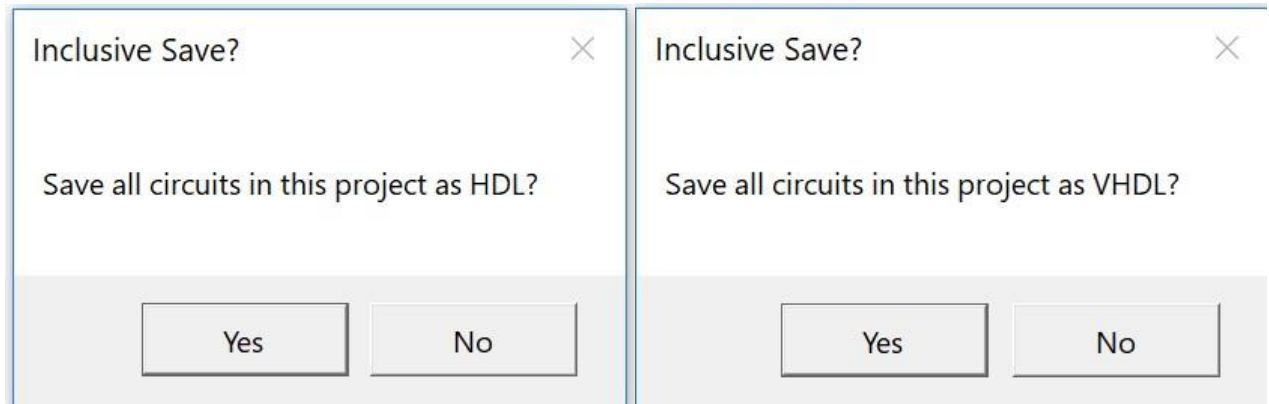 Inclusive Save?
Save all circuits in this project as HDL?
Yes No
Inclusive Save?
Save all circuits in this project as VHDL?
Yes No